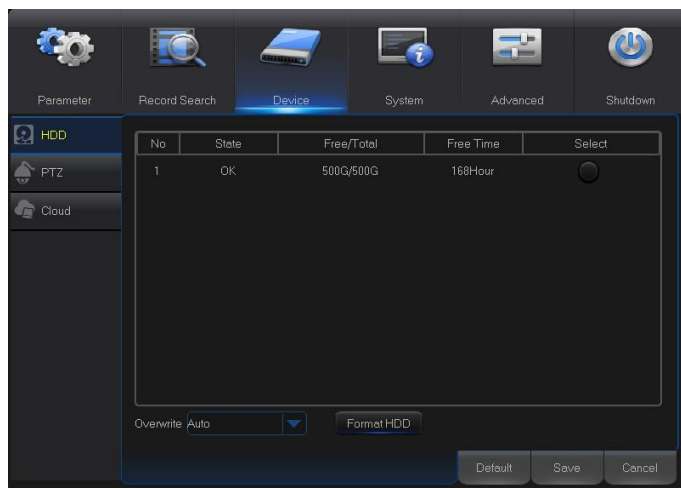 Parameter Record Search Device System Advanced Shutdown
HDD
PTZ
Cloud
No State Free/Total Free Time Select
1 OK 500G/500G 168Hour
Overwrite Auto Format HDD
Default Save Cancel